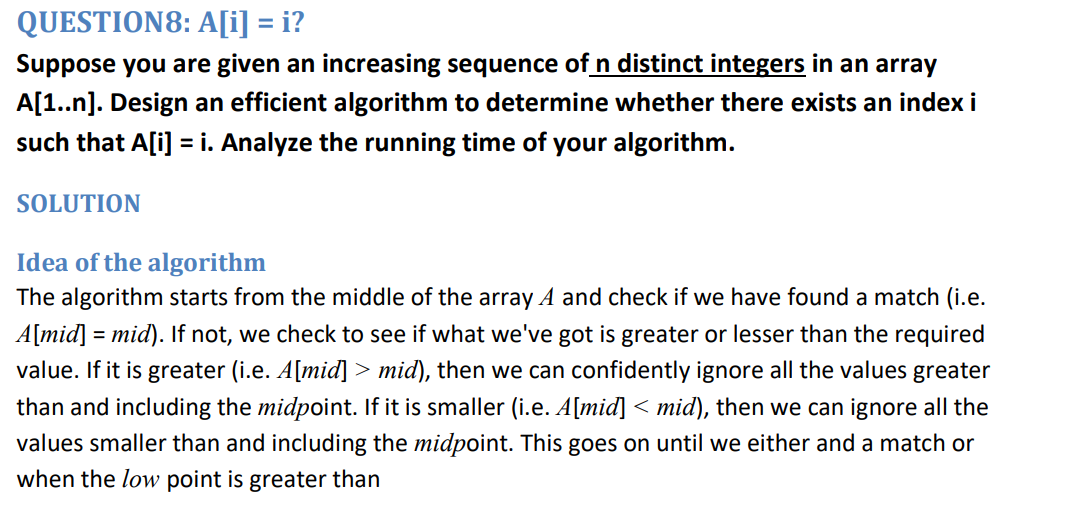 QUESTION8: A[i] = i?
Suppose you are given an increasing sequence of n distinct integers in an array
A[1..n]. Design an efficient algorithm to determine whether there exists an index i
such that A[i] = i. Analyze the running time of your algorithm.
SOLUTION
Idea of the algorithm
The algorithm starts from the middle of the array A and check if we have found a match (i.e.
A[mid] = mid). If not, we check to see if what we've got is greater or lesser than the required
value. If it is greater (i.e. A[mid] > mid), then we can confidently ignore all the values greater
than and including the midpoint. If it is smaller (i.e. A[mid] < mid), then we can ignore all the
values smaller than and including the midpoint. This goes on until we either and a match or
when the low point is greater than